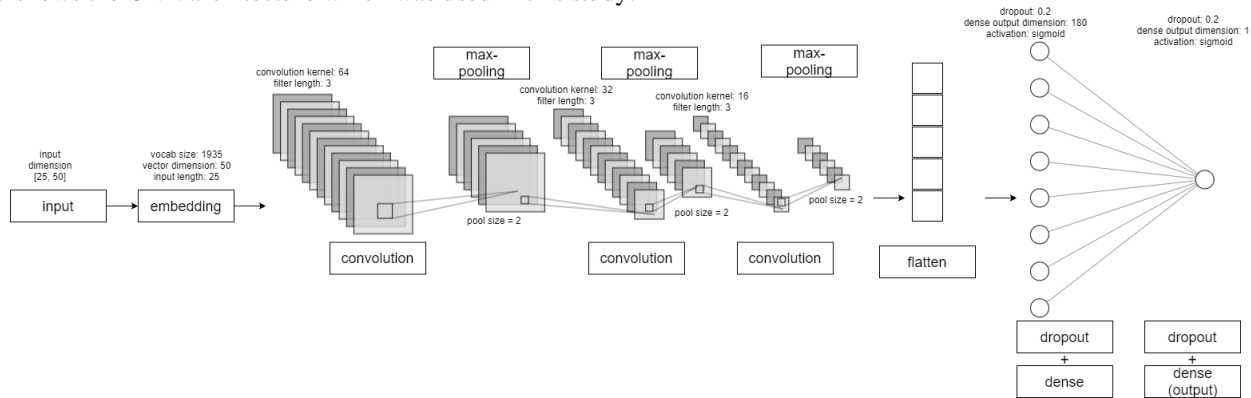 shows the CNN architecture which was used in this study.
dropout: 0.2
dense output dimension: 180
activation: sigmoid
dropout: 0.2
dense output dimension: 1
activation: sigmoid
max-
pooling
max-
pooling
max-
pooling
convolution kernel: 64
filter length: 3
convolution kernel: 32
filter length: 3
convolution kernel: 16
filter length: 3
input
dimension
[25, 50]
vocab size: 1935
vector dimension: 50
input length: 25
input
embedding
pool size = 2
pool size = 2
pool size = 2
convolution
convolution
convolution
flatten
dropout
+
dense
dropout
+
dense
(output)